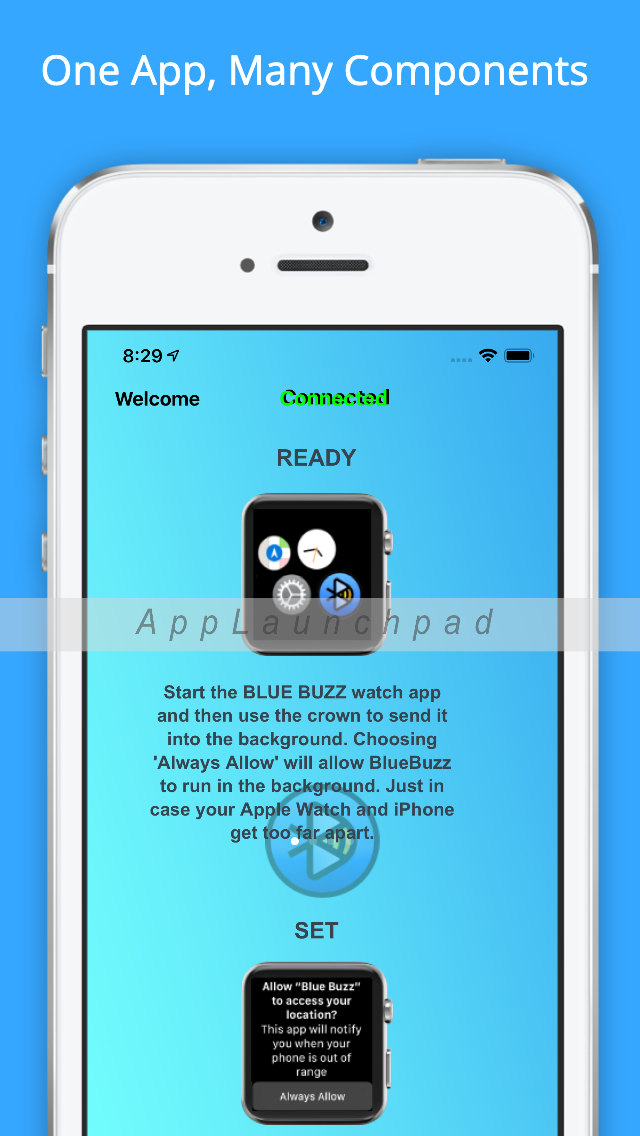 One App, Many Components
8:29
Welcome
Connected
READY
AppLaunchpad
Start the BLUE BUZZ watch app
and then use the crown to send it
into the background. Choosing
'Always Allow' will allow BlueBuzz
to run in the background. Just in
case your Apple Watch and iPhone
get too far apart.
SET
Allow “Blue Buzz”
to access your
location?
This app will notify
you when your
phone is out of
range
Always Allow